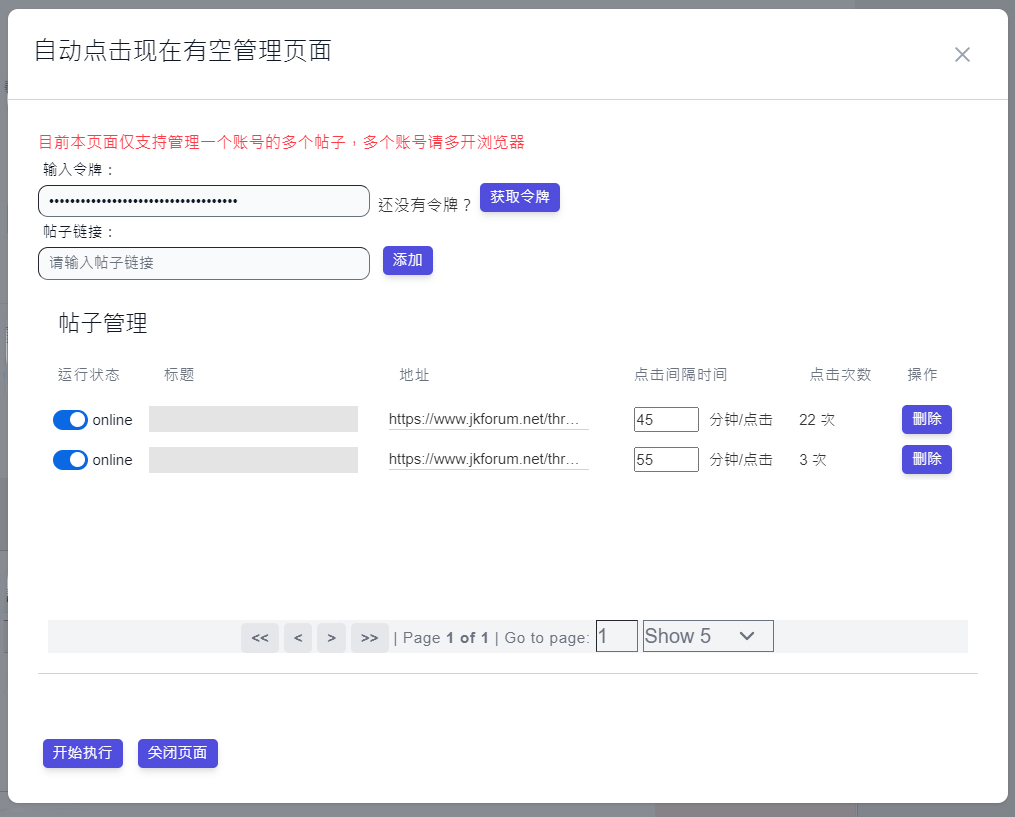 自动点击现在有空管理页面
目前本页面仅支持管理一个账号的多个帖子，多个账号请多开浏览器
输入令牌：
••••••••••••••••••••••••••••••••••••
还没有令牌？ 获取令牌
帖子链接：
请输入帖子链接 添加
帖子管理
运行状态 标题 地址 点击间隔时间 点击次数 操作
online https://www.jkforum.net/thr... 45 分钟/点击 22 次 刪除
online https://www.jkforum.net/thr... 55 分钟/点击 3 次 刪除
<< < > >> | Page 1 of 1 | Go to page: 1 Show 5
开始执行 关闭页面